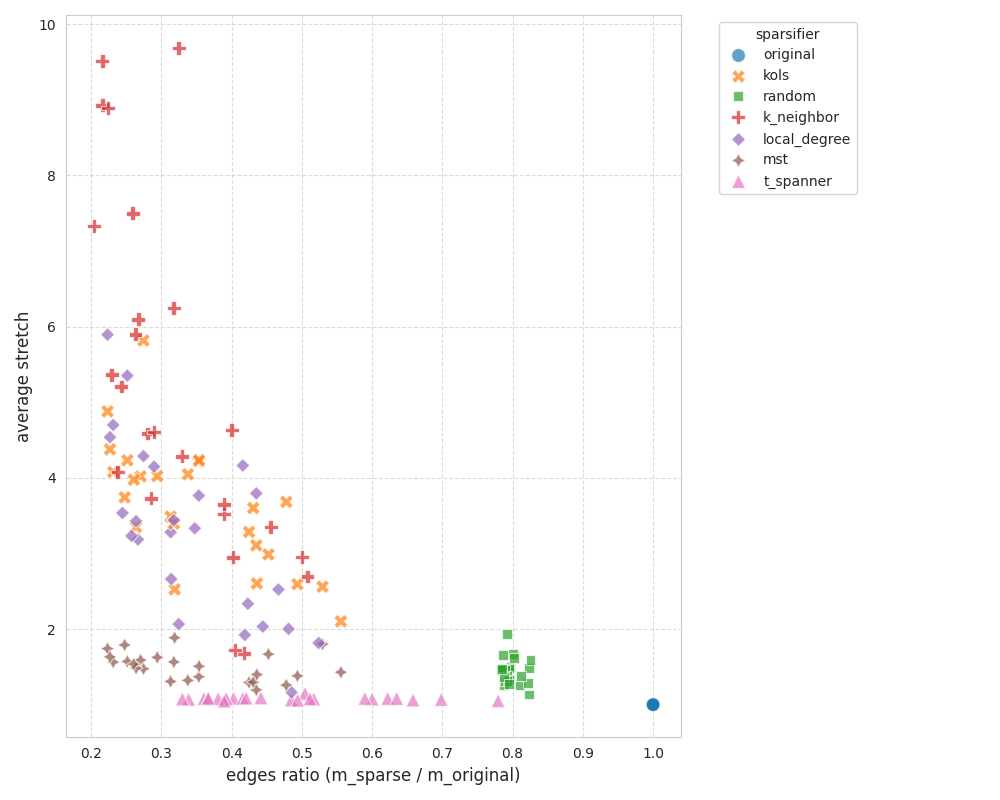 sparsifier
original
kols
random
k_neighbor
local_degree
mst
t_spanner
average stretch
10
8
6
4
2
0.2 0.3 0.4 0.5 0.6 0.7 0.8 0.9 1.0
edges ratio (m_sparse / m_original)